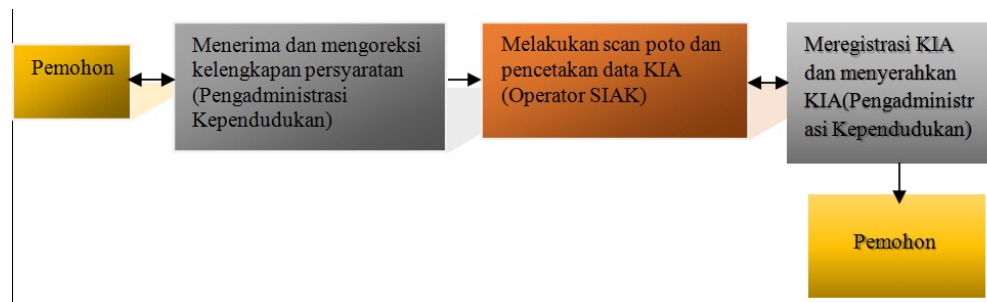 Pemohon
Menerima dan mengoreksi
kelengkapan persyaratan
(Pengadministrasi
Kependudukan)
Melakukan scan poto dan
pencetakan data KIA
(Operator SIAK)
Meregistrasi KIA
dan menyerahkan
KIA(Pengadministr
asi Kependudukan)
Pemohon